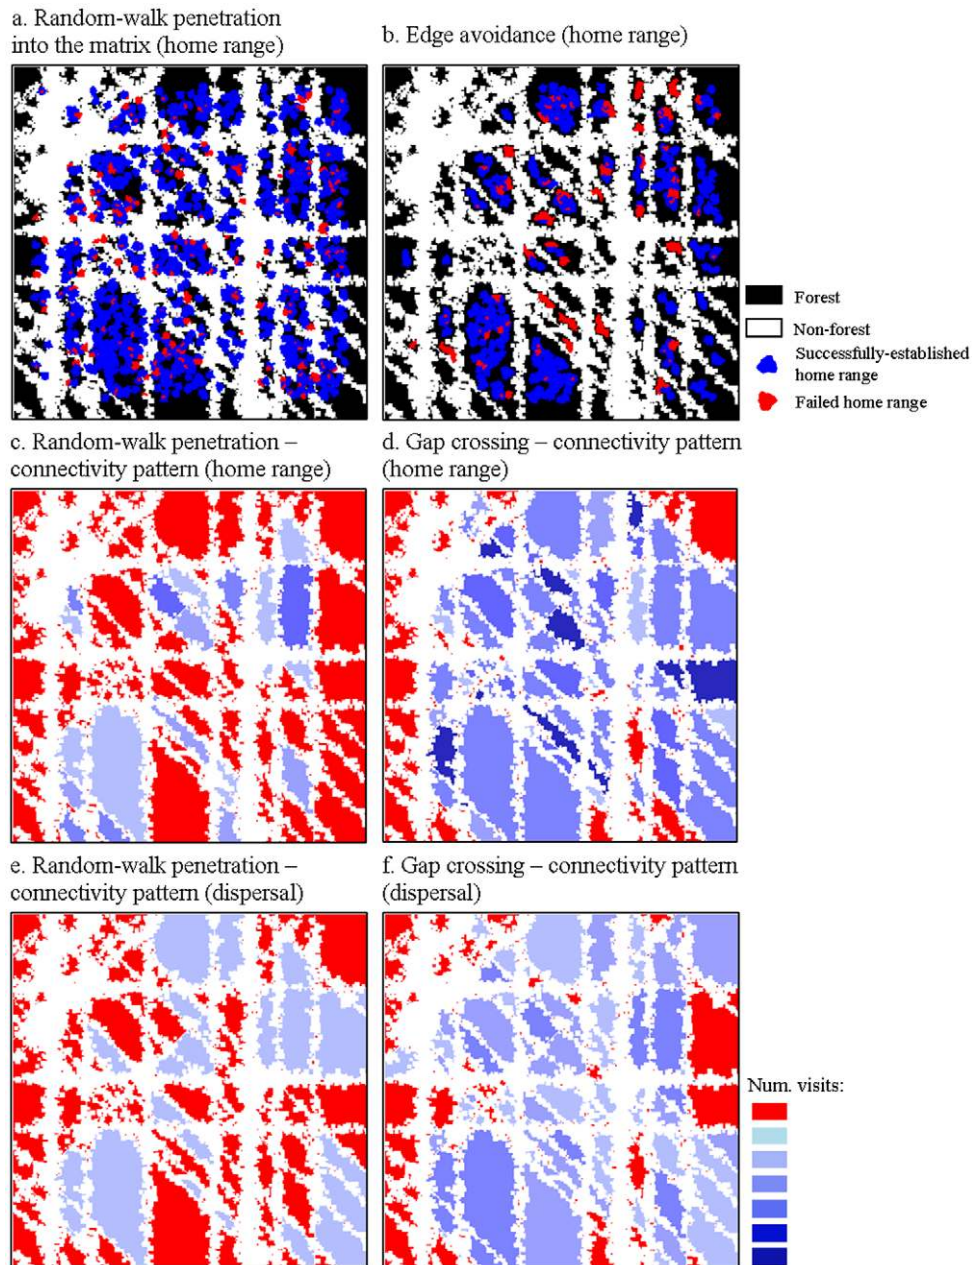 a. Random-walk penetration
into the matrix (home range)
b. Edge avoidance (home range)
Forest
Non-forest
Successfully-established
home range
Failed home range
c. Random-walk penetration –
connectivity pattern (home range)
d. Gap crossing – connectivity pattern
(home range)
e. Random-walk penetration –
connectivity pattern (dispersal)
f. Gap crossing – connectivity pattern
(dispersal)
Num. visits: